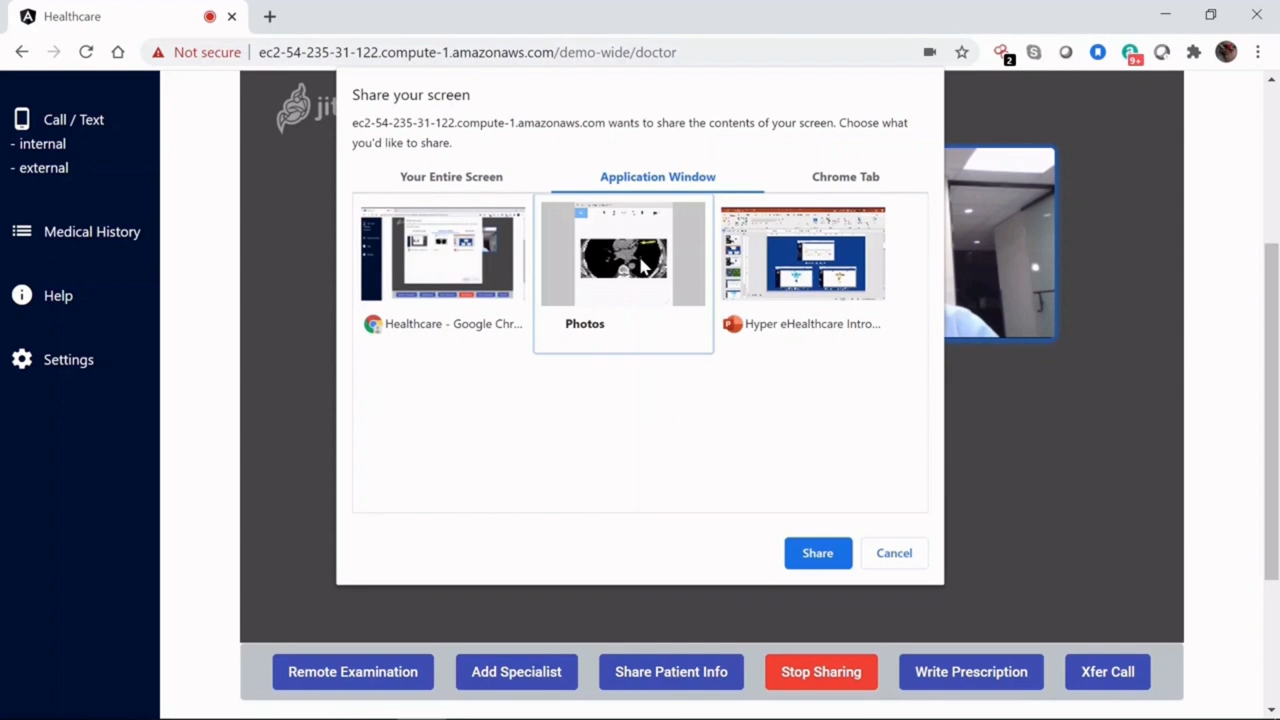 Healthcare
Not secure
ec2-54-235-31-122.compute-1.amazonaws.com/demo-wide/doctor
2
9+
Call / Text
- internal
- external
Medical History
Help
Settings
jit
Share your screen
ec2-54-235-31-122.compute-1.amazonaws.com wants to share the contents of your screen. Choose what
you'd like to share.
Your Entire Screen
Application Window
Chrome Tab
Healthcare - Google Chr...
Photos
Hyper eHealthcare Intro...
Share
Cancel
Remote Examination
Add Specialist
Share Patient Info
Stop Sharing
Write Prescription
Xfer Call